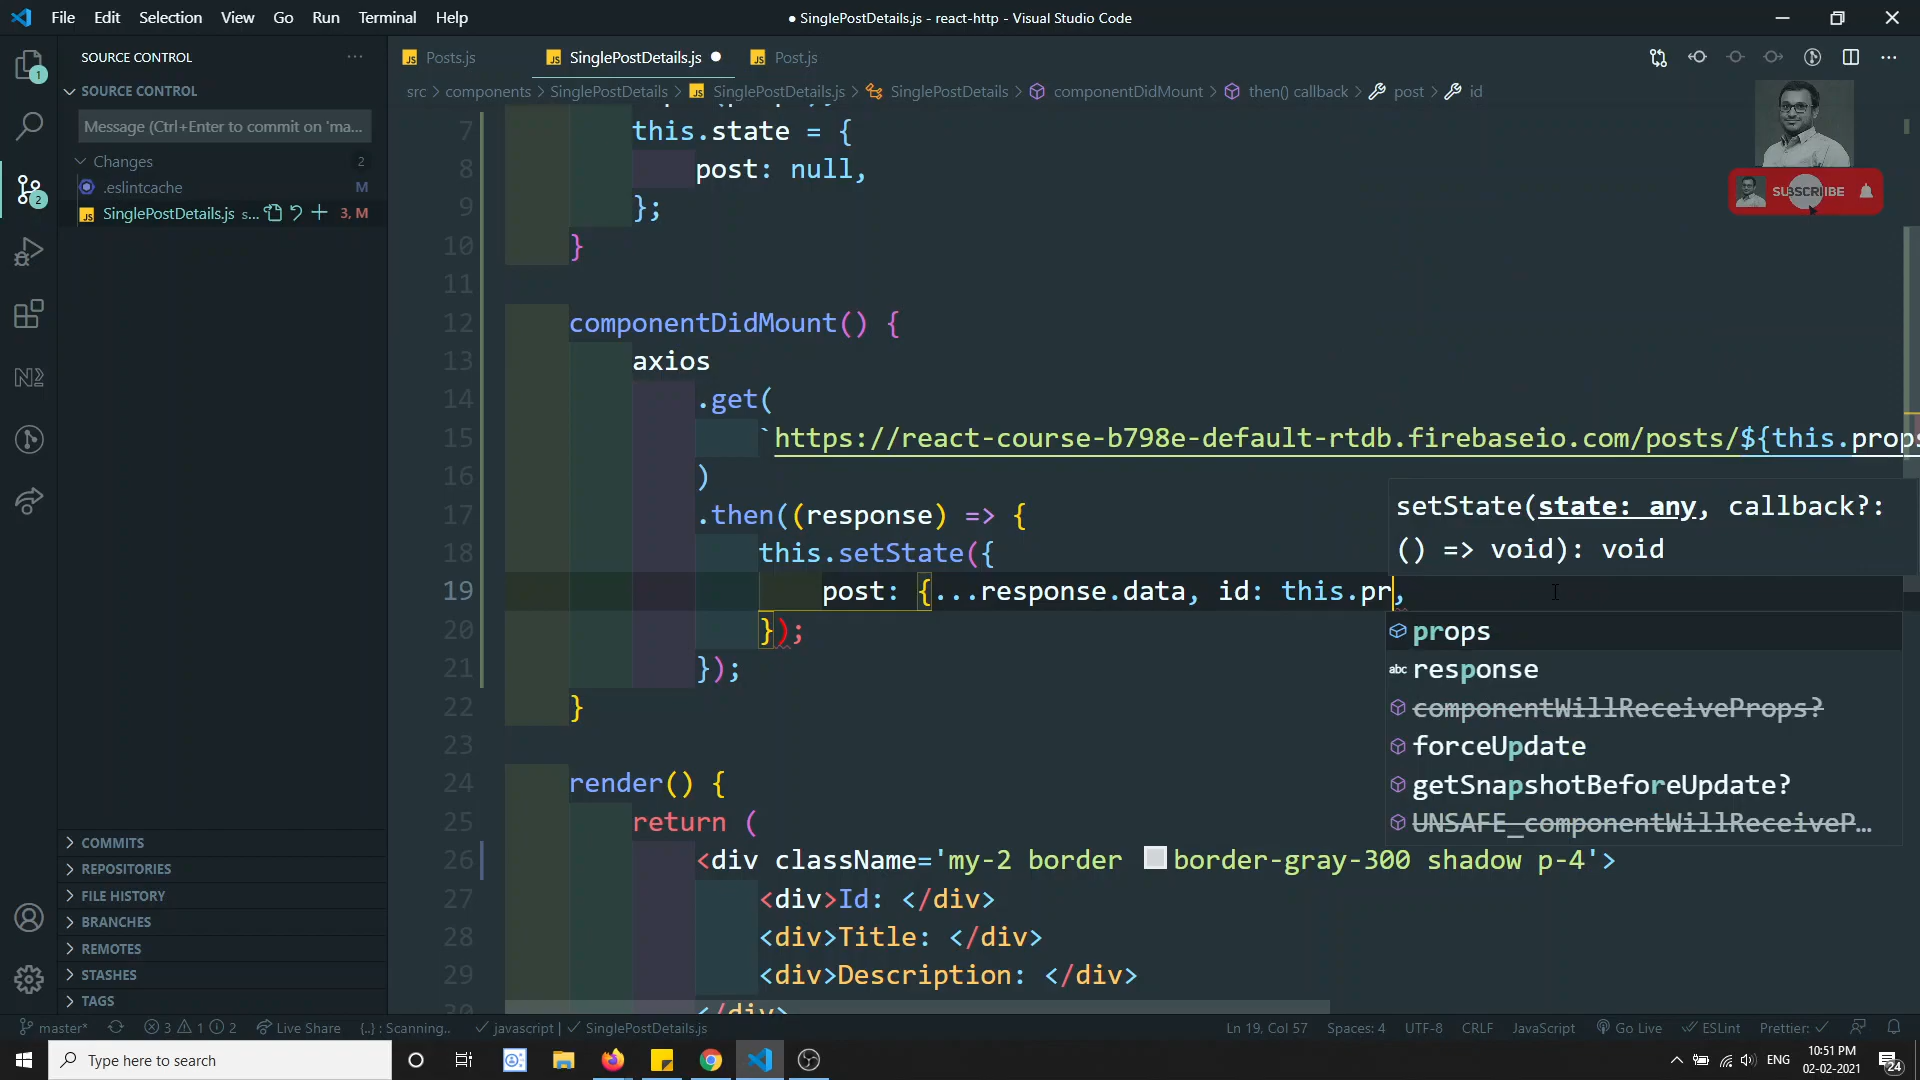 File Edit Selection View Go Run Terminal Help
● SinglePostDetails.js - react-http - Visual Studio Code
SOURCE CONTROL
Posts.js
SinglePostDetails.js
Post.js
SOURCE CONTROL
src > components > SinglePostDetails > SinglePostDetails.js > SinglePostDetails > componentDidMount > then() callback > post > id
Message (Ctrl+Enter to commit on 'ma...
Changes 2
.eslintcache M
SinglePostDetails.js s... 3, M
SUBSCRIBE
7 this.state = {
8 post: null,
9 };
10 }
11
12 componentDidMount() {
13 axios
14 .get(
15 `https://react-course-b798e-default-rtdb.firebaseio.com/posts/${this.props
16 )
17 .then((response) => {
18 this.setState({
19 post: {...response.data, id: this.pr,
20 });
21 });
22 }
23
24 render() {
25 return (
26 <div className='my-2 border border-gray-300 shadow p-4'>
27 <div>Id: </div>
28 <div>Title: </div>
29 <div>Description: </div>
setState(state: any, callback?:
() => void): void
props
abc response
componentWillReceiveProps?
forceUpdate
getSnapshotBeforeUpdate?
UNSAFE_componentWillReceiveP...
COMMITS
REPOSITORIES
FILE HISTORY
BRANCHES
REMOTES
STASHES
TAGS
master* 3 1 2 Live Share {..} : Scanning.. javascript | SinglePostDetails.js
Ln 19, Col 57 Spaces: 4 UTF-8 CRLF JavaScript Go Live ESLint Prettier:
Type here to search
ENG
10:51 PM
02-02-2021
24